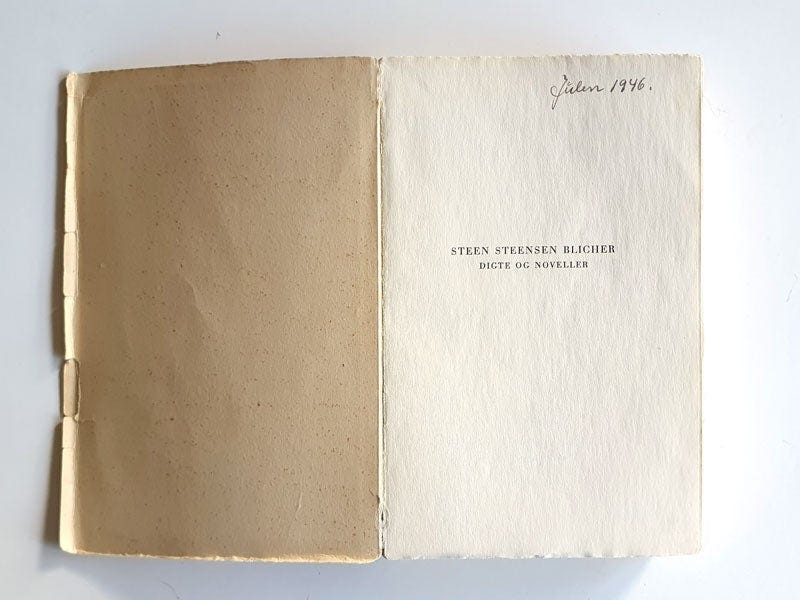 Julen 1946.
STEEN STEENSEN BLICHER
DIGTE OG NOVELLER